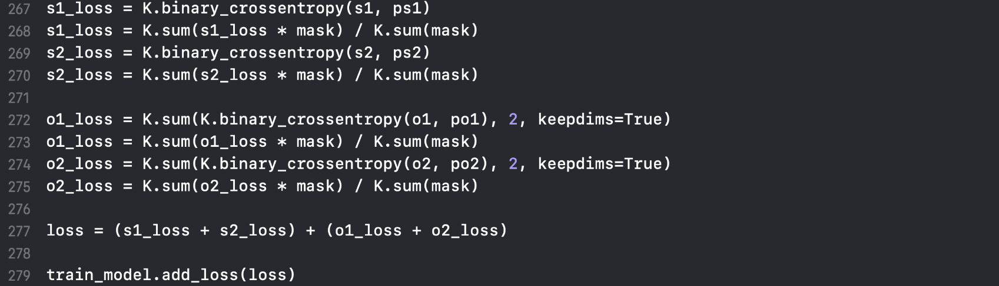 267 s1_loss = K.binary_crossentropy(s1, ps1)
268 s1_loss = K.sum(s1_loss * mask) / K.sum(mask)
269 s2_loss = K.binary_crossentropy(s2, ps2)
270 s2_loss = K.sum(s2_loss * mask) / K.sum(mask)
271
272 o1_loss = K.sum(K.binary_crossentropy(o1, po1), 2, keepdims=True)
273 o1_loss = K.sum(o1_loss * mask) / K.sum(mask)
274 o2_loss = K.sum(K.binary_crossentropy(o2, po2), 2, keepdims=True)
275 o2_loss = K.sum(o2_loss * mask) / K.sum(mask)
276
277 loss = (s1_loss + s2_loss) + (o1_loss + o2_loss)
278
279 train_model.add_loss(loss)